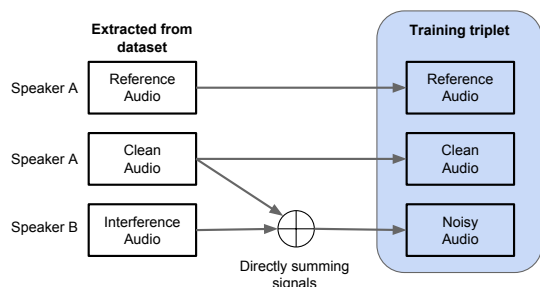 Extracted from
dataset
Training triplet
Speaker A
Reference
Audio
Reference
Audio
Speaker A
Clean
Audio
Clean
Audio
Speaker B
Interference
Audio
Noisy
Audio
Directly summing
signals